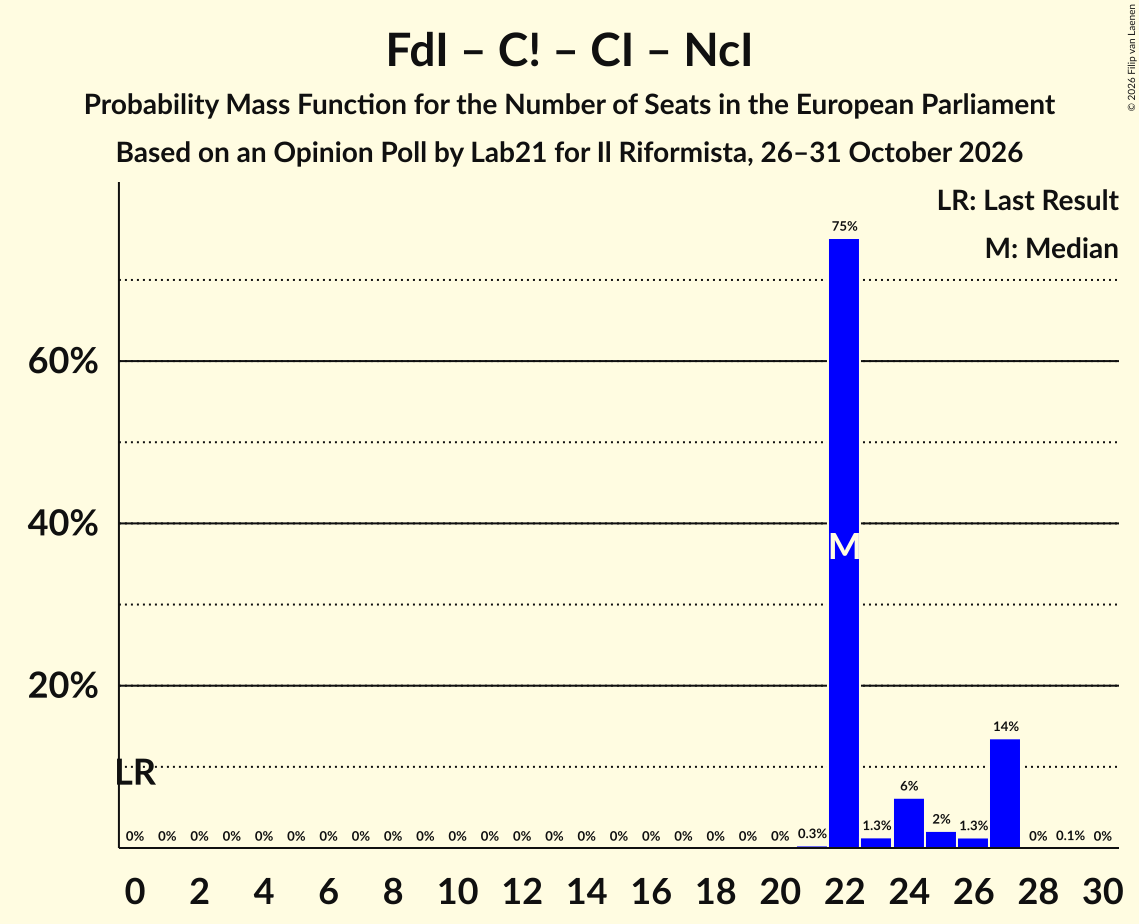 FdI – C! – CI – NcI
Probability Mass Function for the Number of Seats in the European Parliament
Based on an Opinion Poll by Lab21 for Il Riformista, 26–31 October 2026
© 2026 Filip van Laenen
LR: Last Result
M: Median
75%
60%
40%
M
20%
14%
LR
6%
2%
0% 0% 0% 0% 0% 0% 0% 0% 0% 0% 0% 0% 0% 0% 0% 0% 0% 0% 0% 0% 0% 0.3% 1.3% 1.3% 0% 0.1% 0%
0 2 4 6 8 10 12 14 16 18 20 22 24 26 28 30